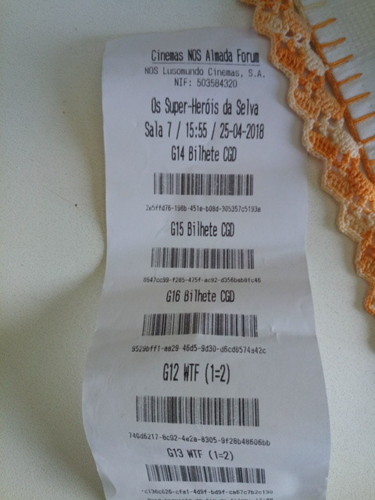 Cinemas NOS Almada Forum
NOS Lusomundo Cinemas, S.A.
NIF: 503584320
Os Super-Heróis da Selva
Sala 7 / 15:55 / 25-04-2018
G14 Bilhete CGD
G15 Bilhete CGD
G16 Bilhete CGD
G12 WTF (1=2)
G13 WTF (1=2)